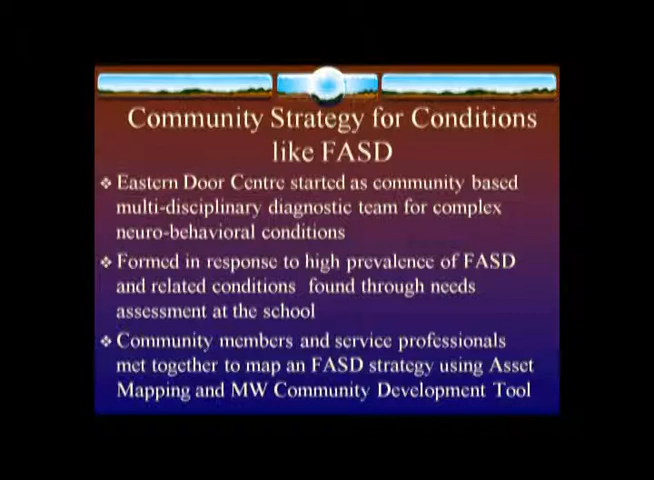 Community Strategy for Conditions
like FASD
❖ Eastern Door Centre started as community based
multi-disciplinary diagnostic team for complex
neuro-behavioral conditions
❖ Formed in response to high prevalence of FASD
and related conditions found through needs
assessment at the school
❖ Community members and service professionals
met together to map an FASD strategy using Asset
Mapping and MW Community Development Tool